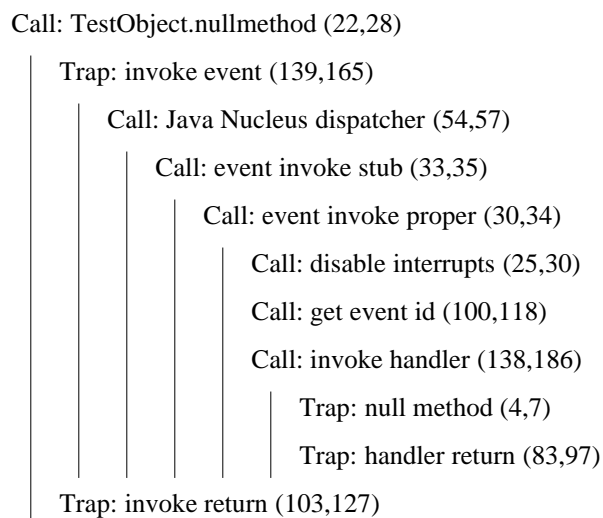 Call: TestObject.nullmethod (22,28)
Trap: invoke event (139,165)
Call: Java Nucleus dispatcher (54,57)
Call: event invoke stub (33,35)
Call: event invoke proper (30,34)
Call: disable interrupts (25,30)
Call: get event id (100,118)
Call: invoke handler (138,186)
Trap: null method (4,7)
Trap: handler return (83,97)
Trap: invoke return (103,127)